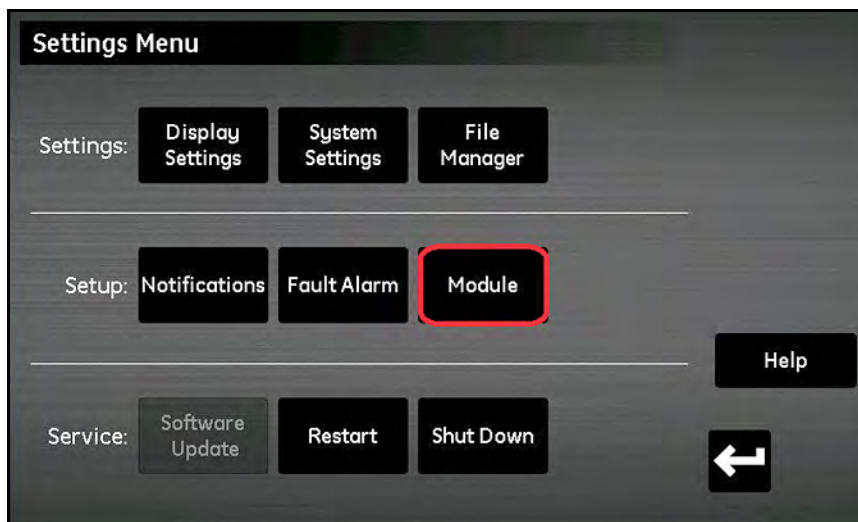 Settings Menu
Settings:
Display
Settings
System
Settings
File
Manager
Setup:
Notifications
Fault Alarm
Module
Help
Service:
Software
Update
Restart
Shut Down